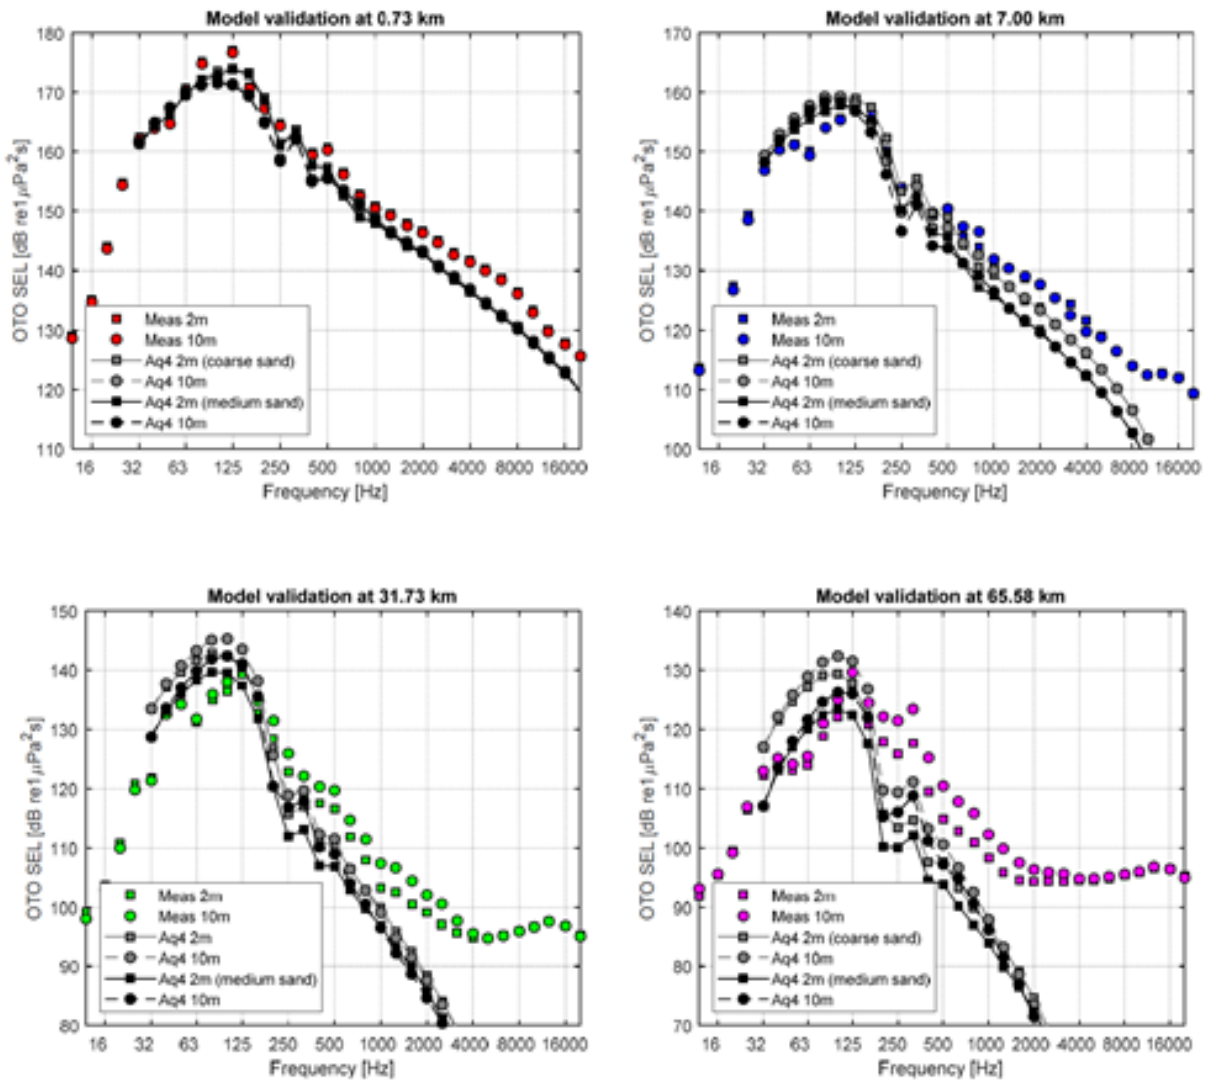 Model validation at 0.73 km
180
170
160
150
140
130
120
110
OTO SEL [dB re1μPa²s]
Meas 2m
Meas 10m
Aq4 2m (coarse sand)
Aq4 10m
Aq4 2m (medium sand)
Aq4 10m
16 32 63 125 250 500 1000 2000 4000 8000 16000
Frequency [Hz]
Model validation at 7.00 km
170
160
150
140
130
120
110
100
OTO SEL [dB re1μPa²s]
Meas 2m
Meas 10m
Aq4 2m (coarse sand)
Aq4 10m
Aq4 2m (medium sand)
Aq4 10m
16 32 63 125 250 500 1000 2000 4000 8000 16000
Frequency [Hz]
Model validation at 31.73 km
150
140
130
120
110
100
90
80
OTO SEL [dB re1μPa²s]
Meas 2m
Meas 10m
Aq4 2m
Aq4 10m
Aq4 2m (medium sand)
Aq4 10m
16 32 63 125 250 500 1000 2000 4000 8000 16000
Frequency [Hz]
Model validation at 65.58 km
140
130
120
110
100
90
80
70
OTO SEL [dB re1μPa²s]
Meas 2m
Meas 10m
Aq4 2m (coarse sand)
Aq4 10m
Aq4 2m (medium sand)
Aq4 10m
16 32 63 125 250 500 1000 2000 4000 8000 16000
Frequency [Hz]